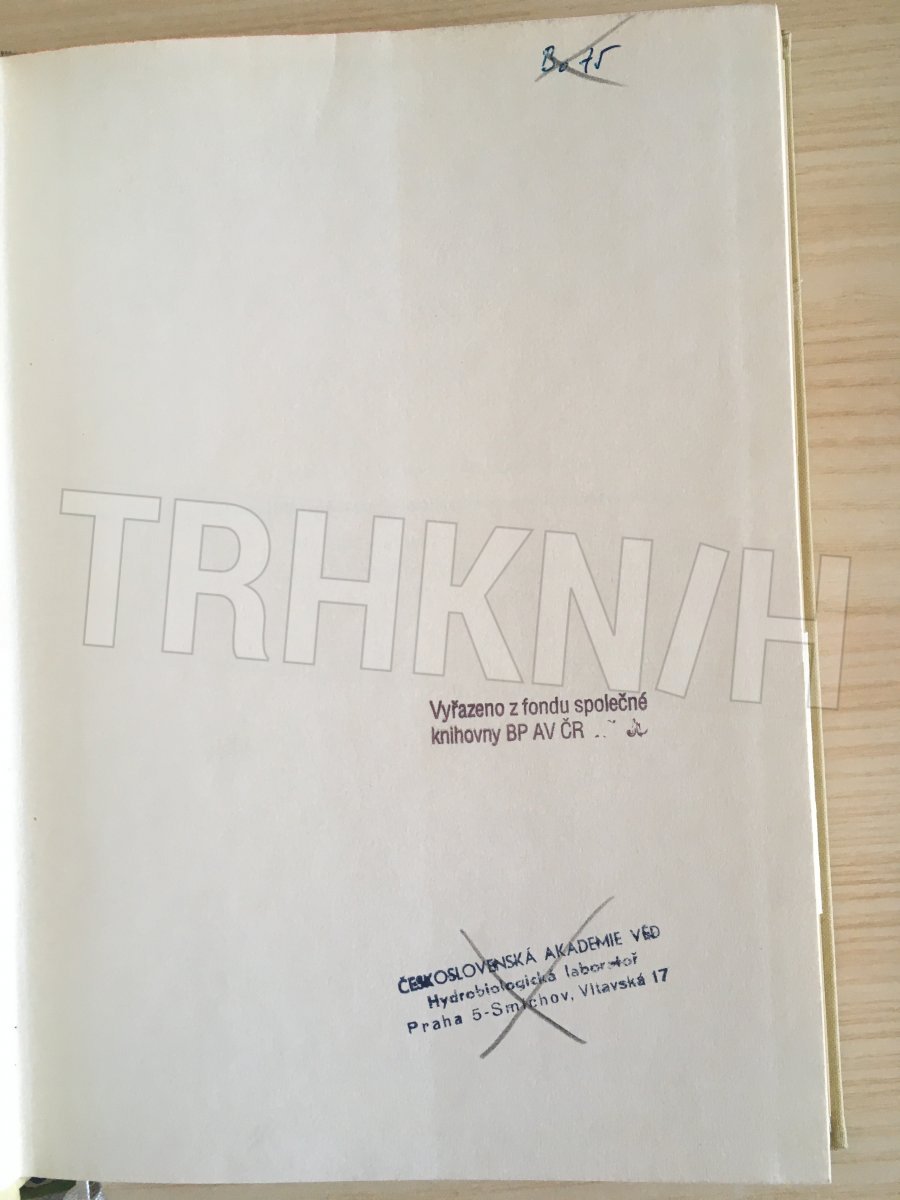 Bo 75
TRHKN/H
Vyřazeno z fondu společné
knihovny BP AV ČR
ČESKOSLOVENSKÁ AKADEMIE VĚD
Hydrobiologická laboratoř
Praha 5-Smíchov, Vltavská 17